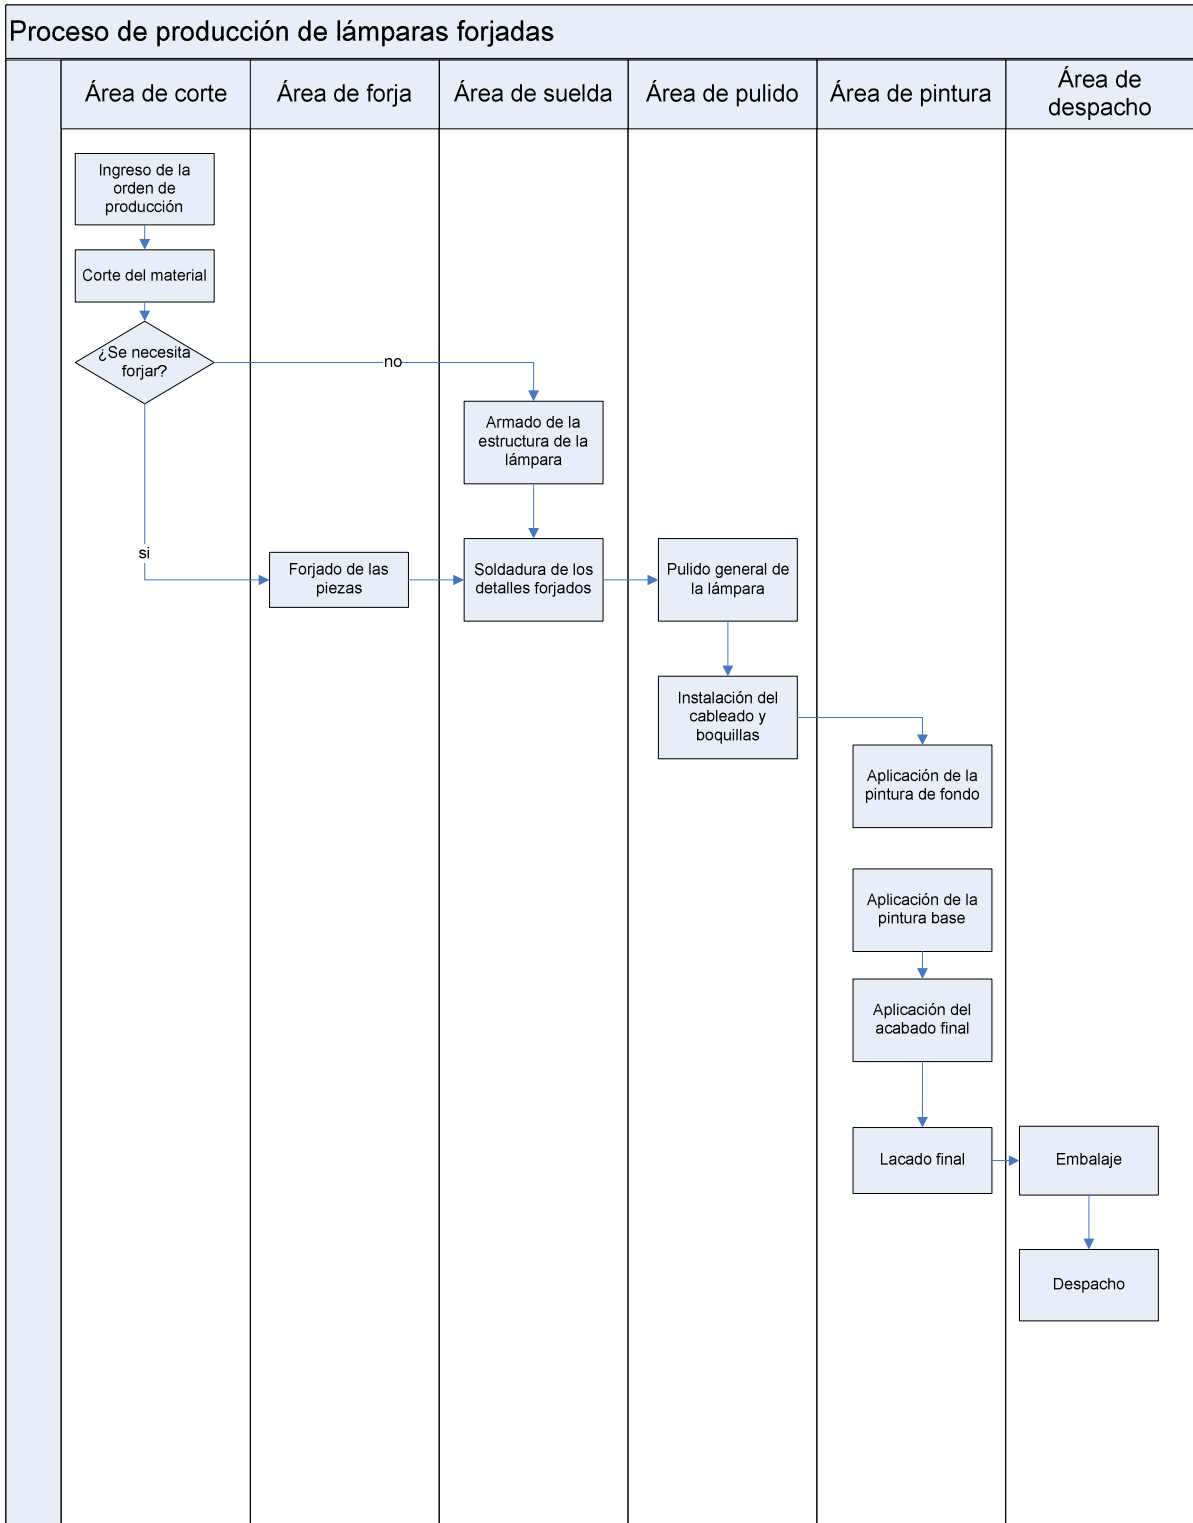 Proceso de producción de lámparas forjadas
Área de corte
Área de forja
Área de suelda
Área de pulido
Área de pintura
Área de
despacho
Ingreso de la
orden de
producción
Corte del material
¿Se necesita
forjar?
no
Armado de la
estructura de la
lámpara
si
Forjado de las
piezas
Soldadura de los
detalles forjados
Pulido general de
la lámpara
Instalación del
cableado y
boquillas
Aplicación de la
pintura de fondo
Aplicación de la
pintura base
Aplicación del
acabado final
Lacado final
Embalaje
Despacho